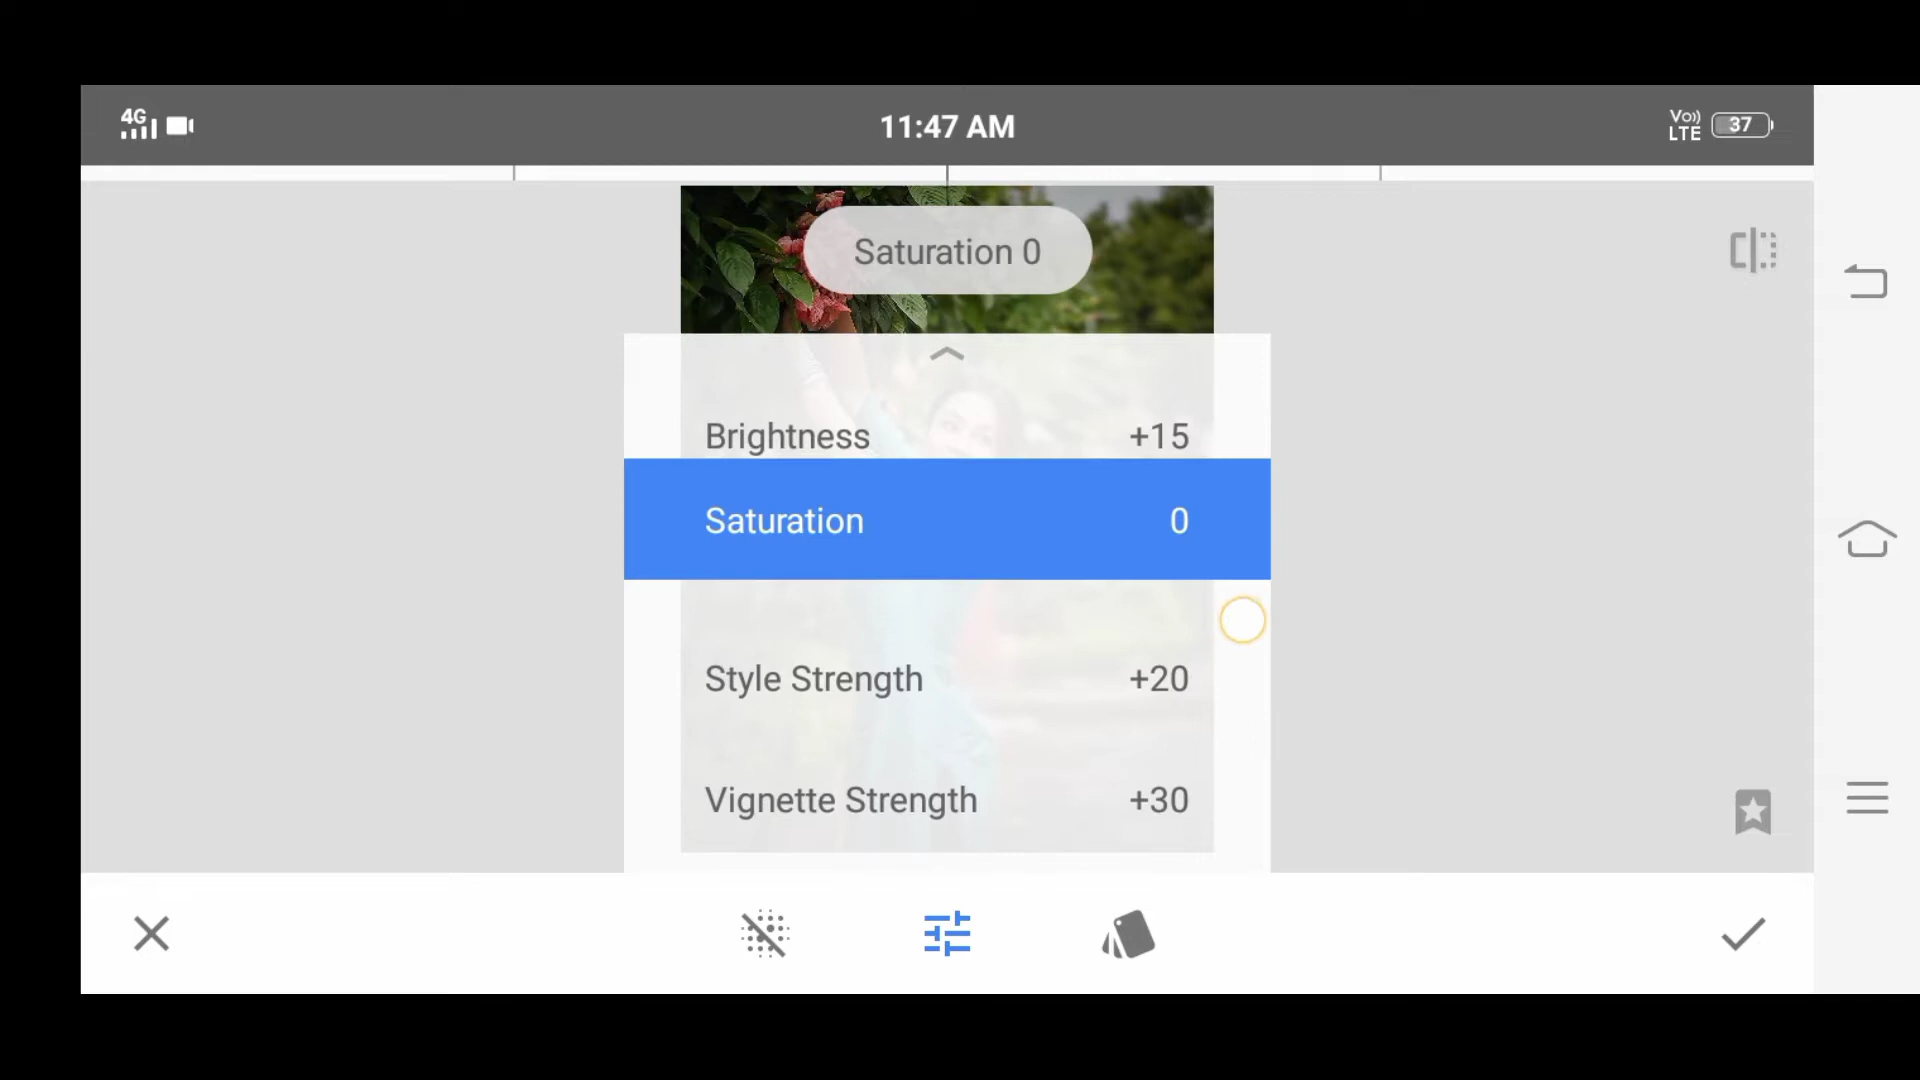 4G
11:47 AM
Vo))
LTE
37
Saturation 0
Brightness +15
Saturation 0
Style Strength +20
Vignette Strength +30